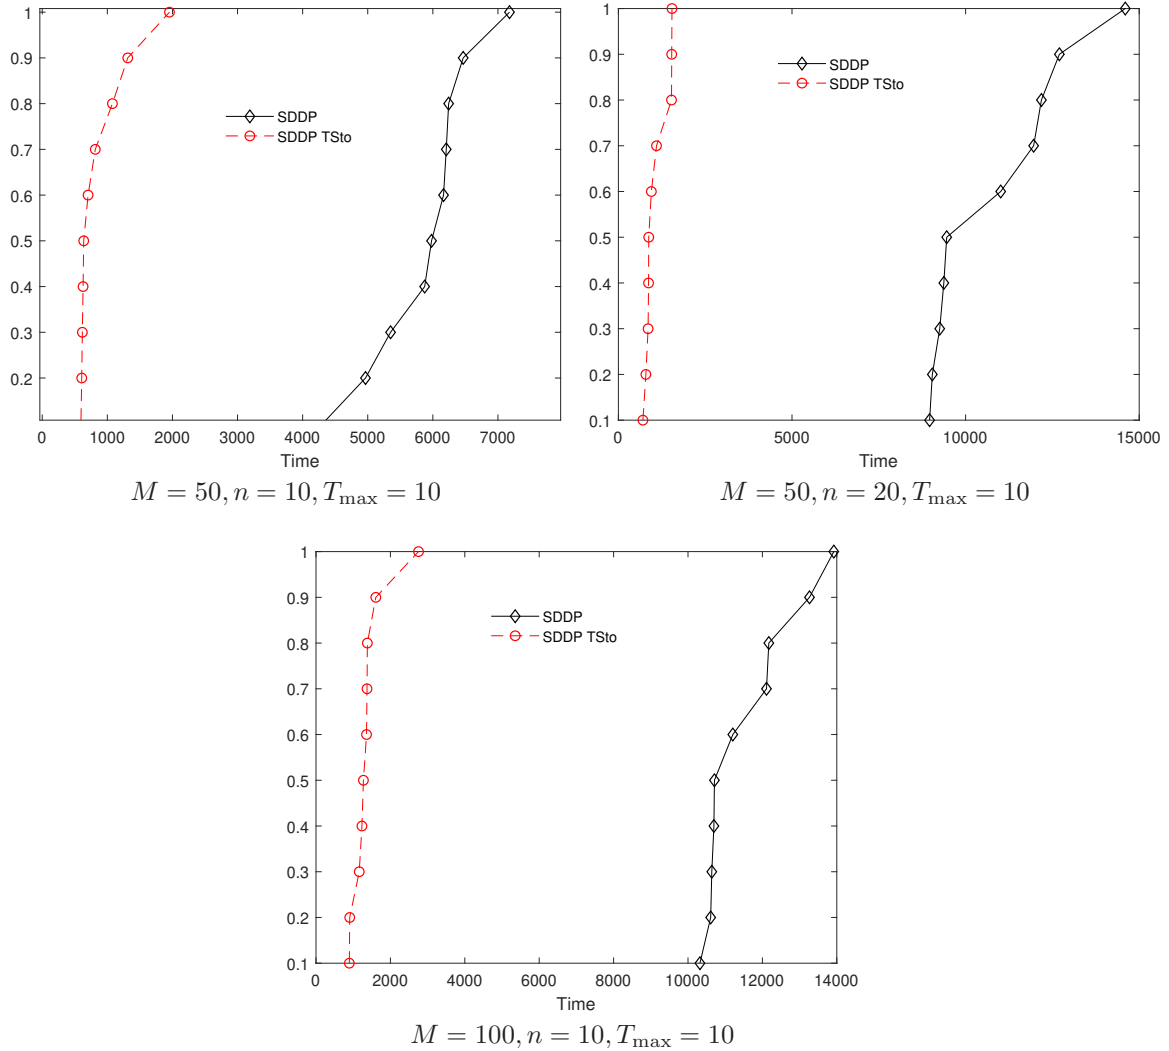 1
0.9
0.8
0.7
0.6
0.5
0.4
0.3
0.2
SDDP
SDDP TSto
0 1000 2000 3000 4000 5000 6000 7000
Time
M = 50, n = 10, T_max = 10
1
0.9
0.8
0.7
0.6
0.5
0.4
0.3
0.2
0.1
SDDP
SDDP TSto
0 5000 10000 15000
Time
M = 50, n = 20, T_max = 10
1
0.9
0.8
0.7
0.6
0.5
0.4
0.3
0.2
0.1
SDDP
SDDP TSto
0 2000 4000 6000 8000 10000 12000 14000
Time
M = 100, n = 10, T_max = 10